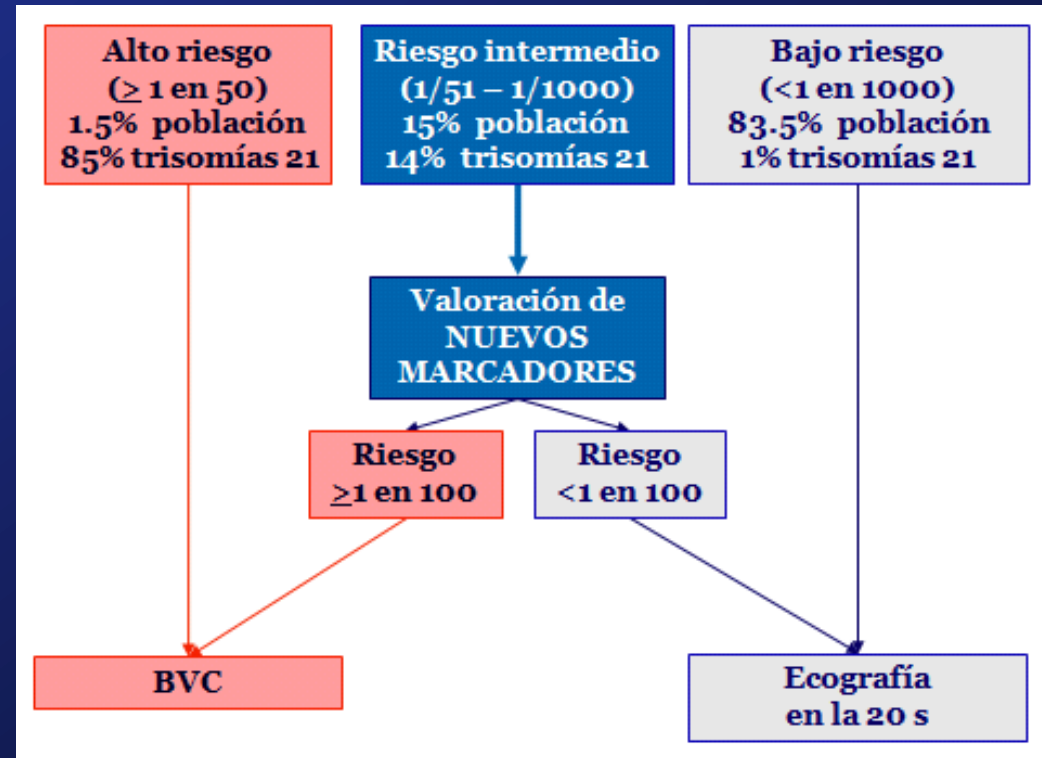 Alto riesgo
(≥ 1 en 50)
1.5% población
85% trisomías 21
Riesgo intermedio
(1/51 – 1/1000)
15% población
14% trisomías 21
Bajo riesgo
(<1 en 1000)
83.5% población
1% trisomías 21
Valoración de
NUEVOS
MARCADORES
Riesgo
≥1 en 100
Riesgo
<1 en 100
BVC
Ecografía
en la 20 s